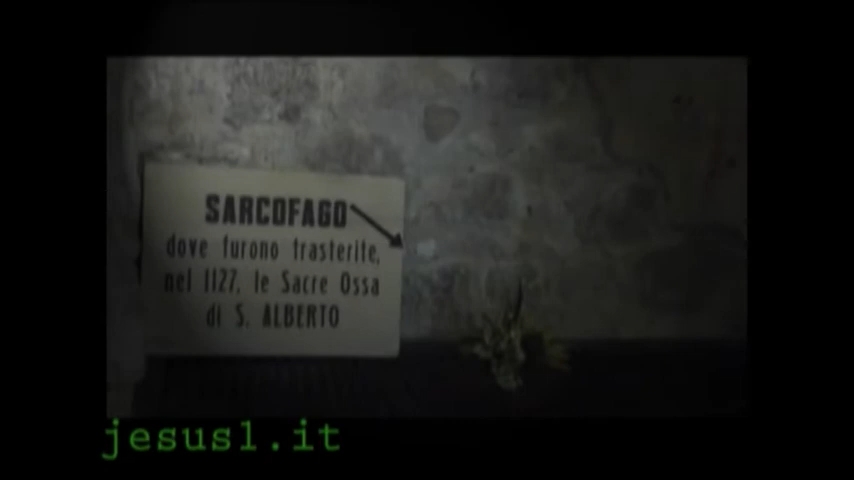 SARCOFAGO
dove furono trasferite,
nel 1127, le Sacre Ossa
di S. ALBERTO
jesus1.it